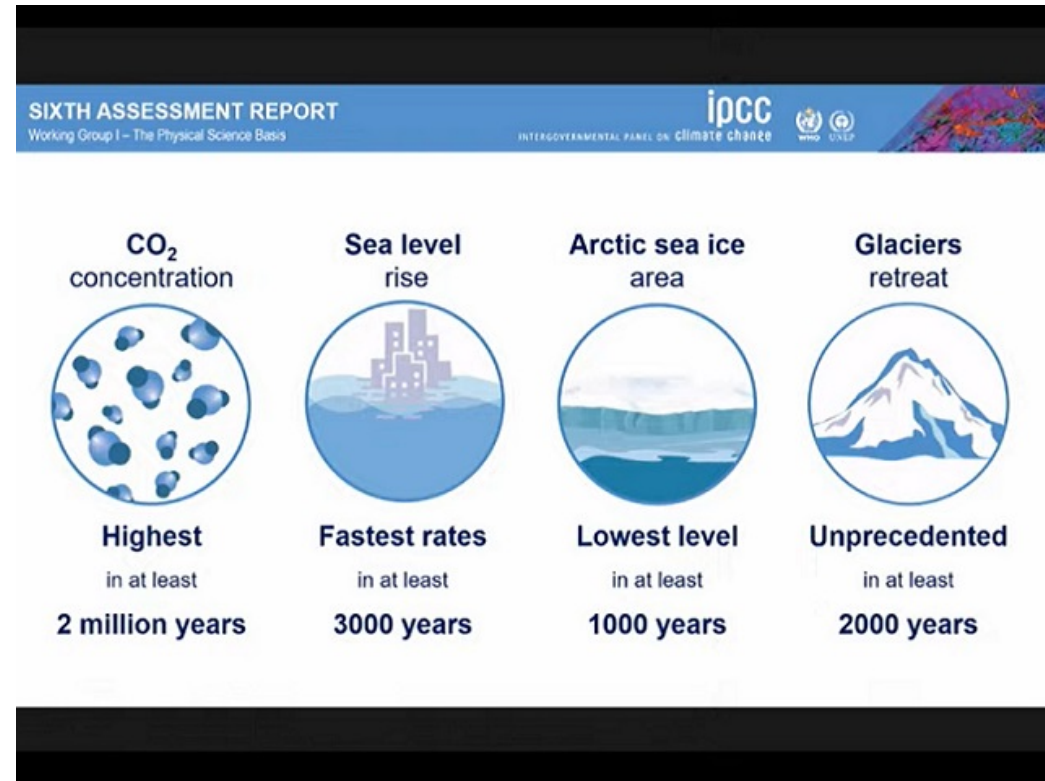 SIXTH ASSESSMENT REPORT
Working Group I – The Physical Science Basis
ipcc
INTERGOVERNMENTAL PANEL ON climate change
WMO
UNEP
CO₂
concentration
Highest
in at least
2 million years
Sea level
rise
Fastest rates
in at least
3000 years
Arctic sea ice
area
Lowest level
in at least
1000 years
Glaciers
retreat
Unprecedented
in at least
2000 years